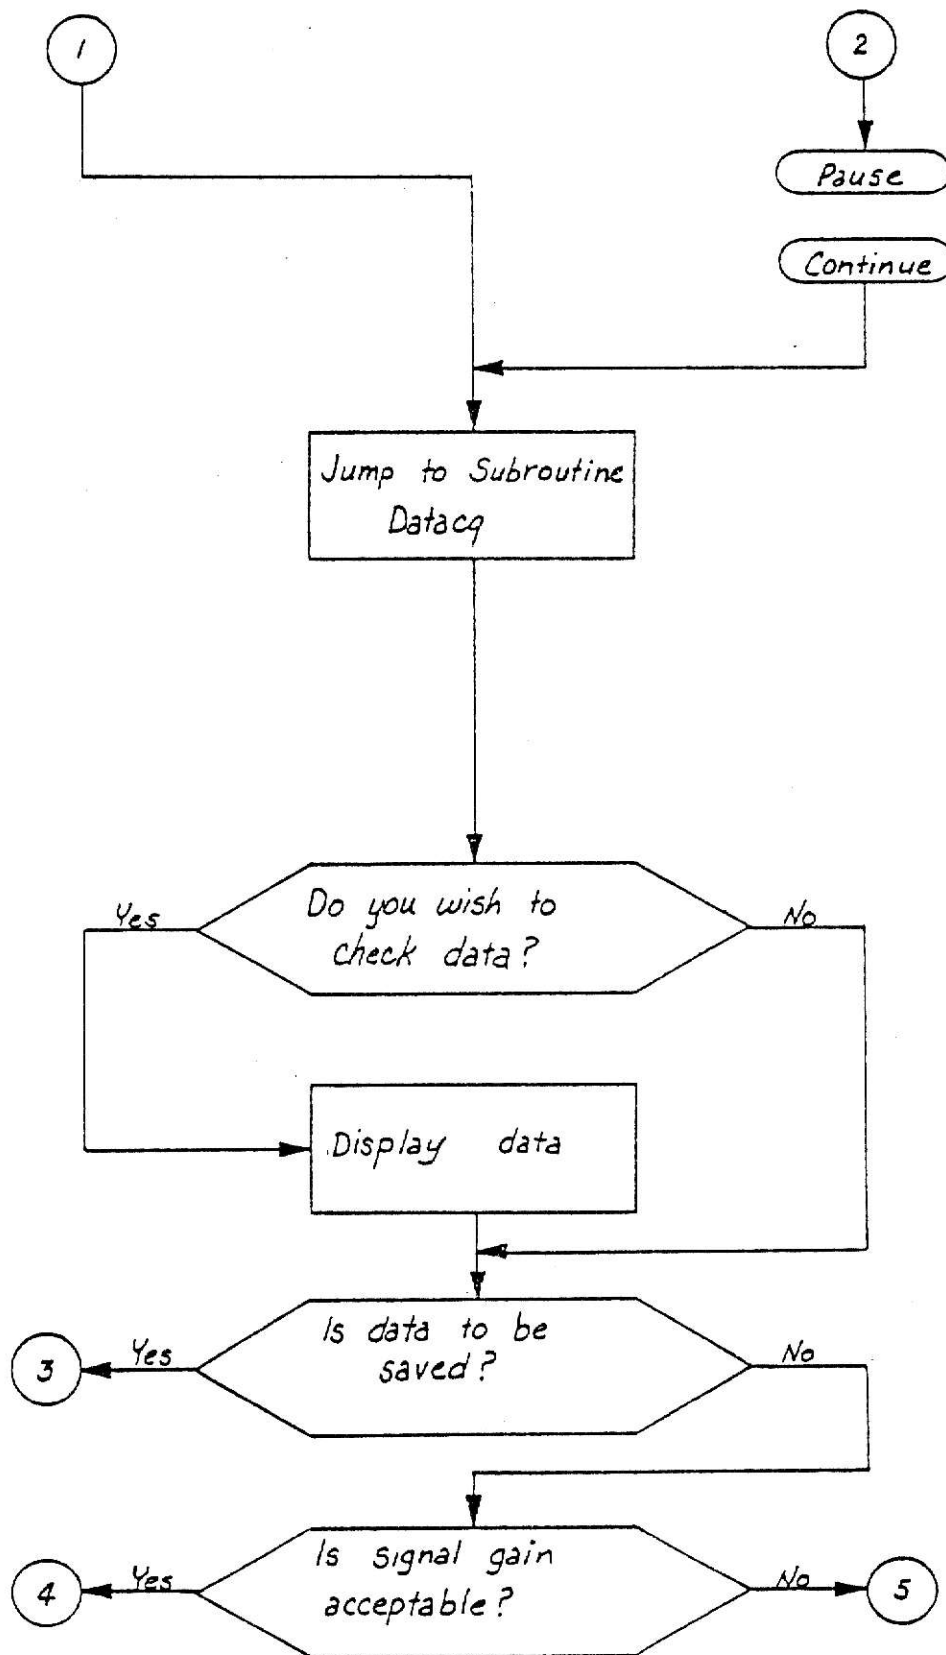 1
2
Pause
Continue
Jump to Subroutine
Datacq
Do you wish to
check data?
Yes
No
Display data
Is data to be
saved?
Yes
No
3
Is signal gain
acceptable?
Yes
No
4
5